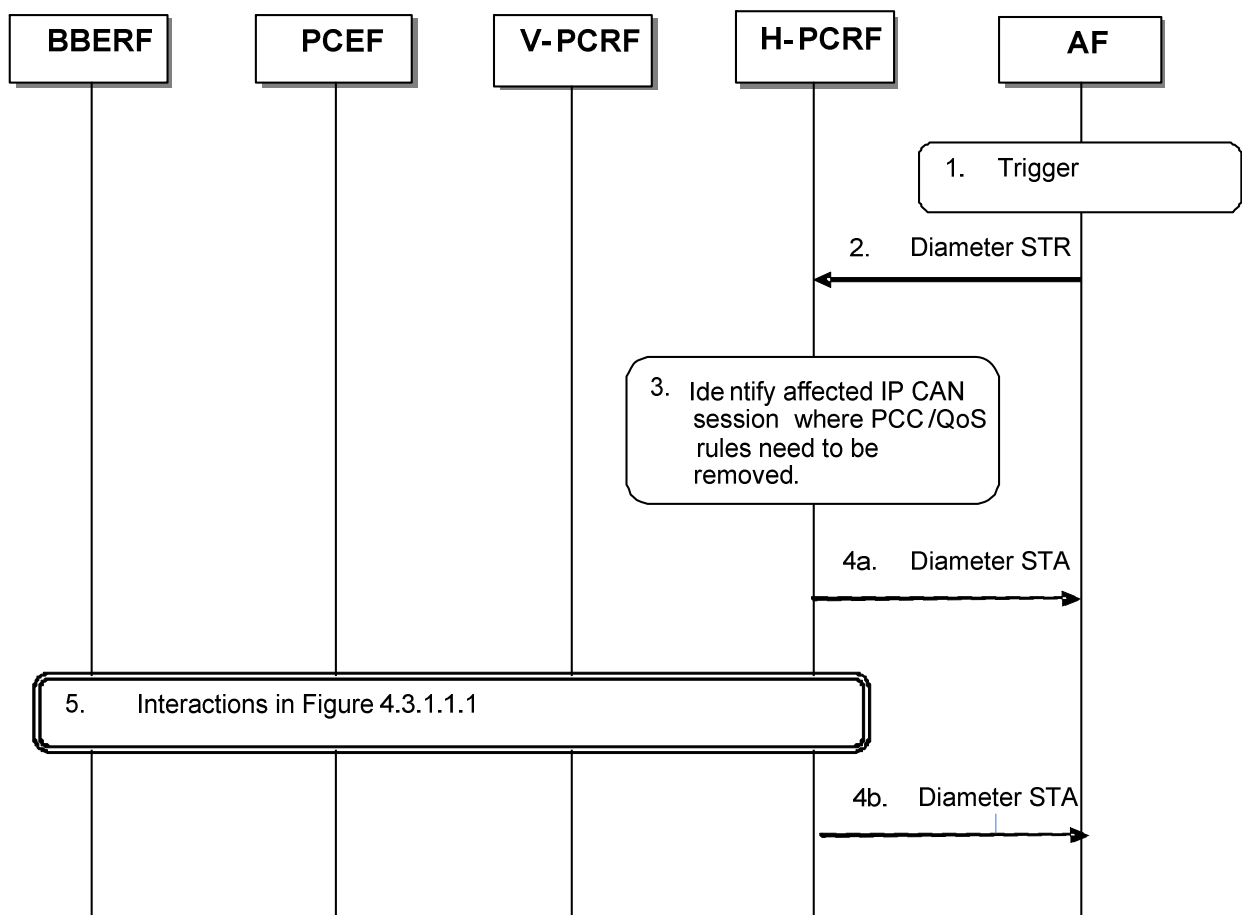 BBERF
PCEF
V-PCRF
H-PCRF
AF
1. Trigger
2. Diameter STR
3. Ide ntify affected IP CAN
session where PCC/QoS
rules need to be
removed.
4a. Diameter STA
5. Interactions in Figure 4.3.1.1.1
4b. Diameter STA